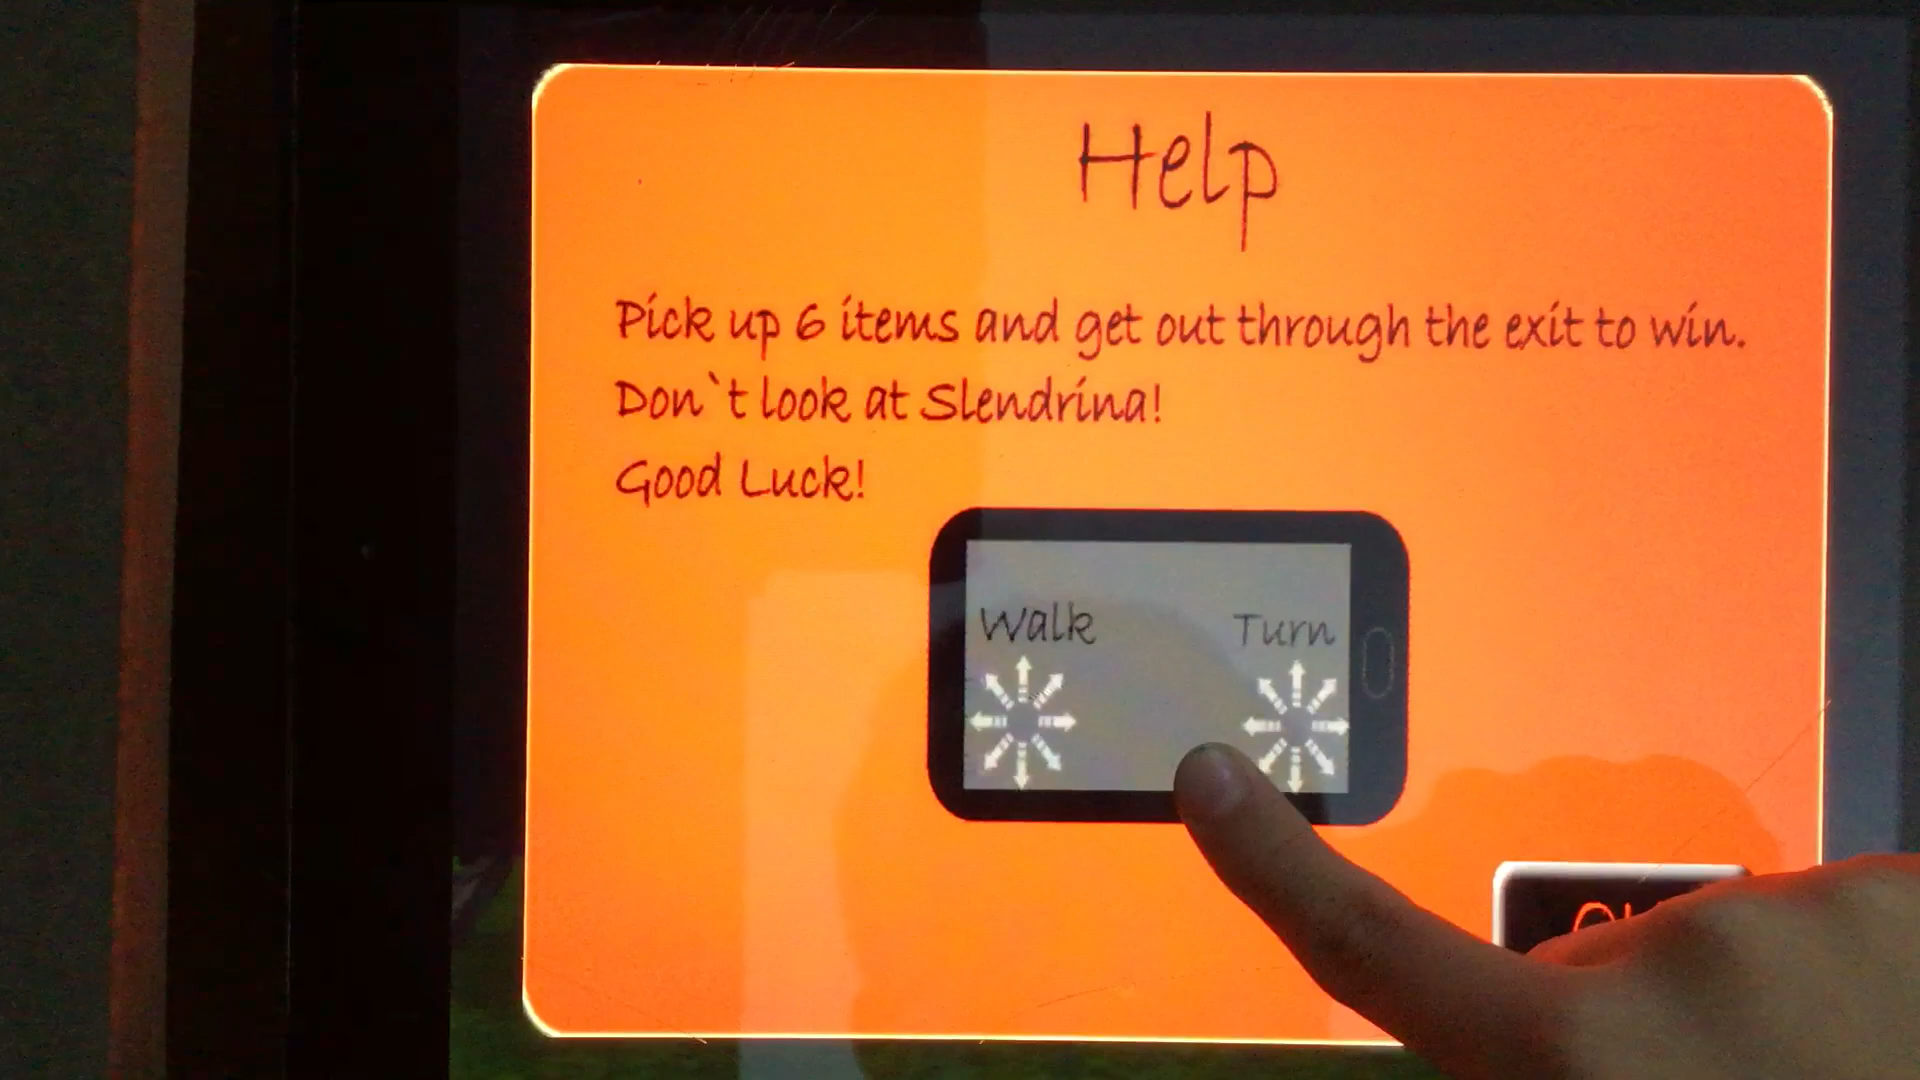 Help
Pick up 6 items and get out through the exit to win.
Don`t look at Slendrina!
Good Luck!
Walk Turn